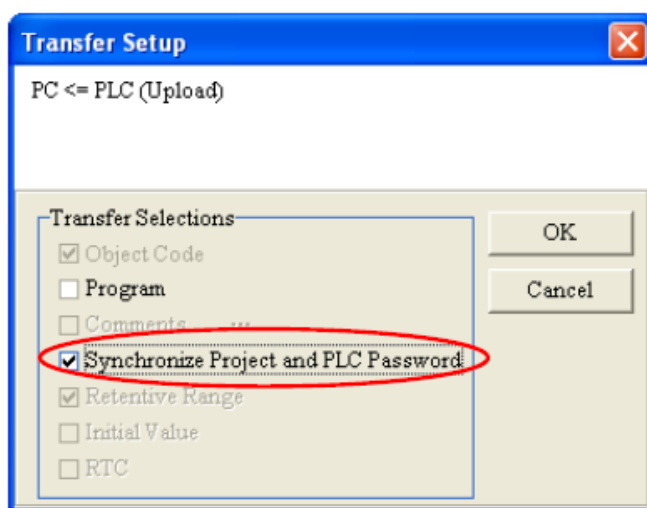 Transfer Setup
PC <= PLC (Upload)
Transfer Selections
Object Code
Program
Comments ...
Synchronize Project and PLC Password
Retentive Range
Initial Value
RTC
OK
Cancel